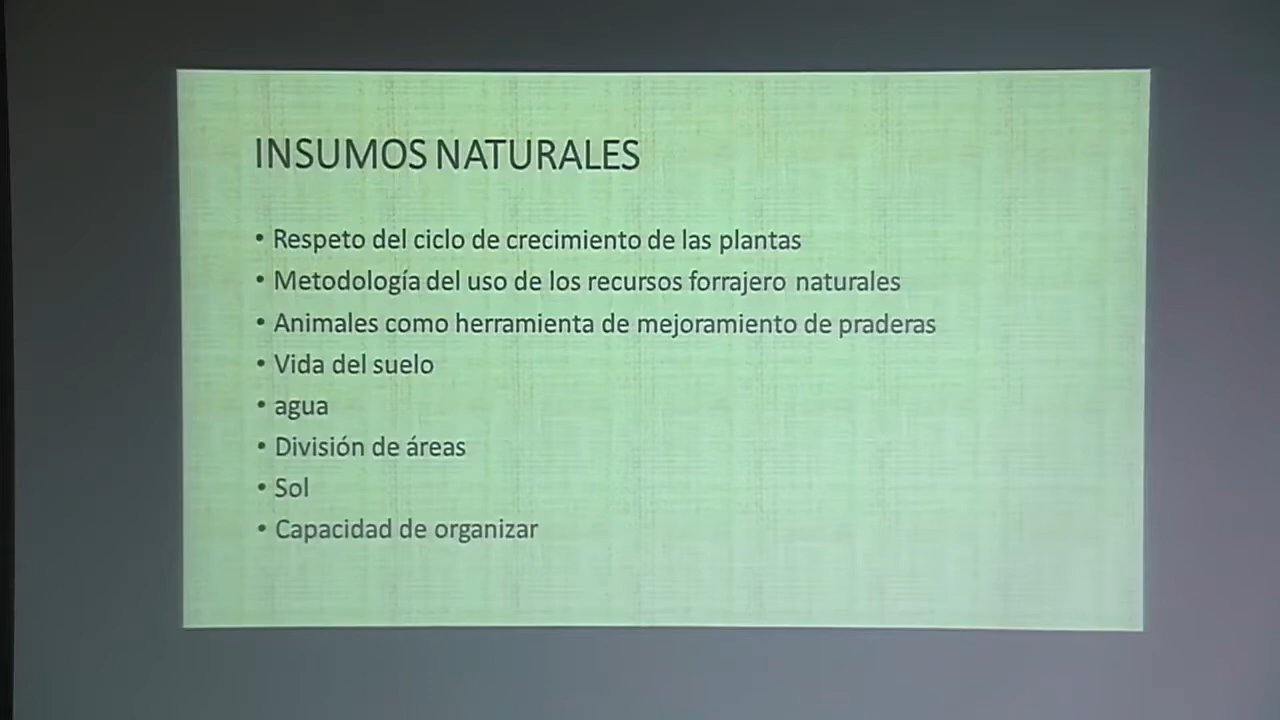 INSUMOS NATURALES
• Respeto del ciclo de crecimiento de las plantas
• Metodología del uso de los recursos forrajero naturales
• Animales como herramienta de mejoramiento de praderas
• Vida del suelo
• agua
• División de áreas
• Sol
• Capacidad de organizar